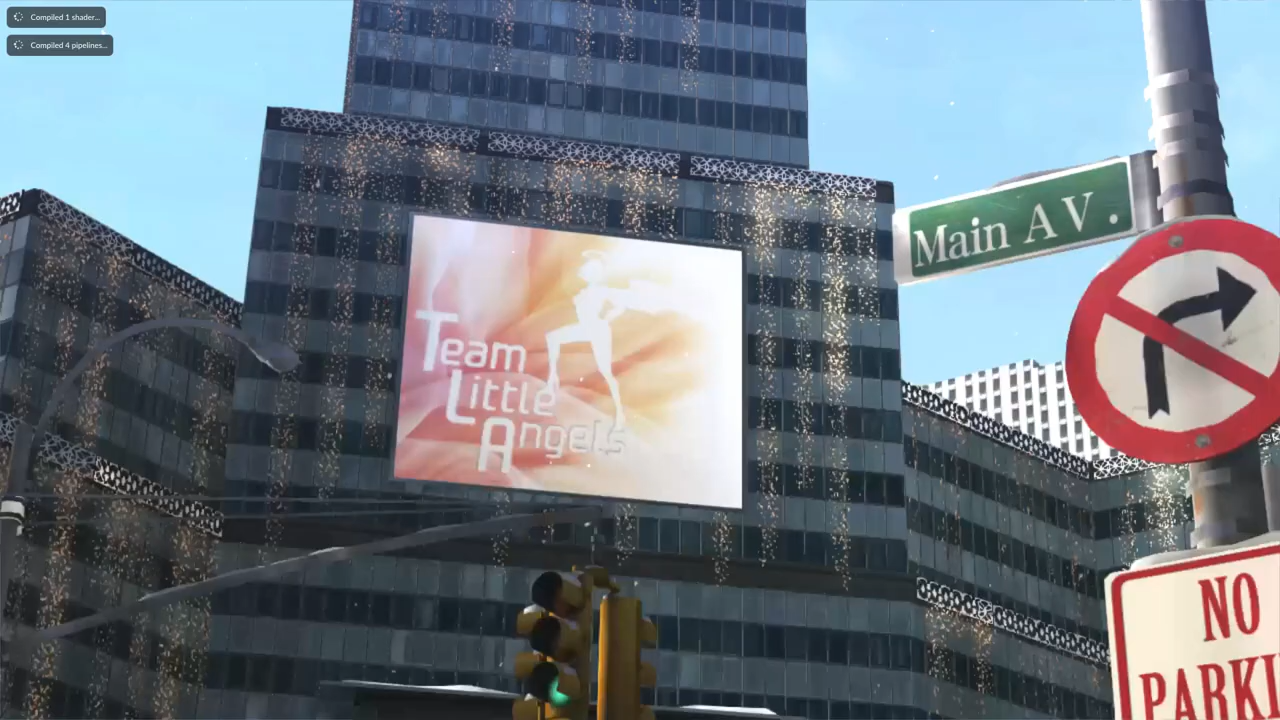 Compiled 1 shader...
Compiled 4 pipelines...
Main AV.
Team
Little
Angels
NO
PARKI